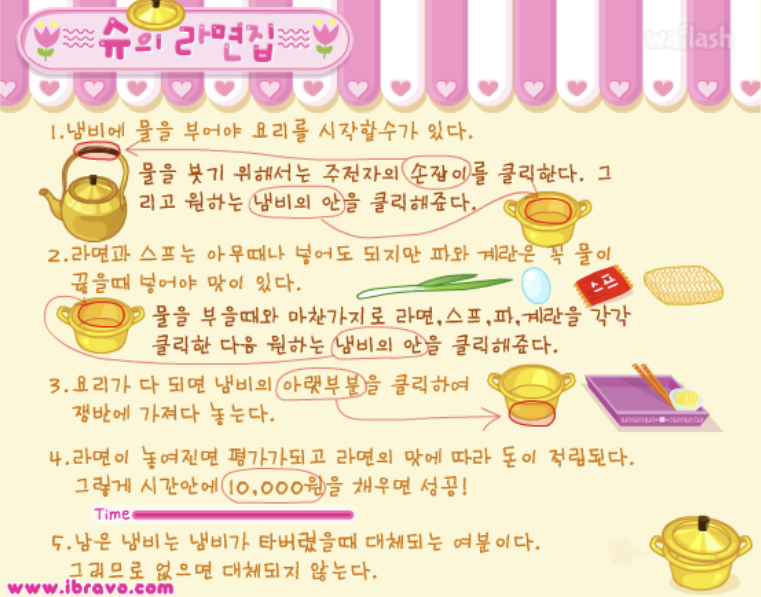 슈의 라면집
waflash
1.냄비에 물을 부어야 요리를 시작할수가 있다.
물을 붓기 위해서는 주전자의 손잡이를 클릭한다. 그
리고 원하는 냄비의 안을 클릭해준다.
2.라면과 스프는 아무때나 넣어도 되지만 파와 계란은 꼭 물이
끓을때 넣어야 맛이 있다.
스프
물을 부을때와 마찬가지로 라면,스프,파,계란을 각각
클릭한 다음 원하는 냄비의 안을 클릭해준다.
3.요리가 다 되면 냄비의 아랫부분을 클릭하여
쟁반에 가져다 놓는다.
4.라면이 놓여진면 평가가되고 라면의 맛에 따라 돈이 적립된다.
그렇게 시간안에 10,000원을 채우면 성공!
Time
5.남은 냄비는 냄비가 타버렸을때 대체되는 여분이다.
그러므로 없으면 대체되지 않는다.
www.ibravo.com